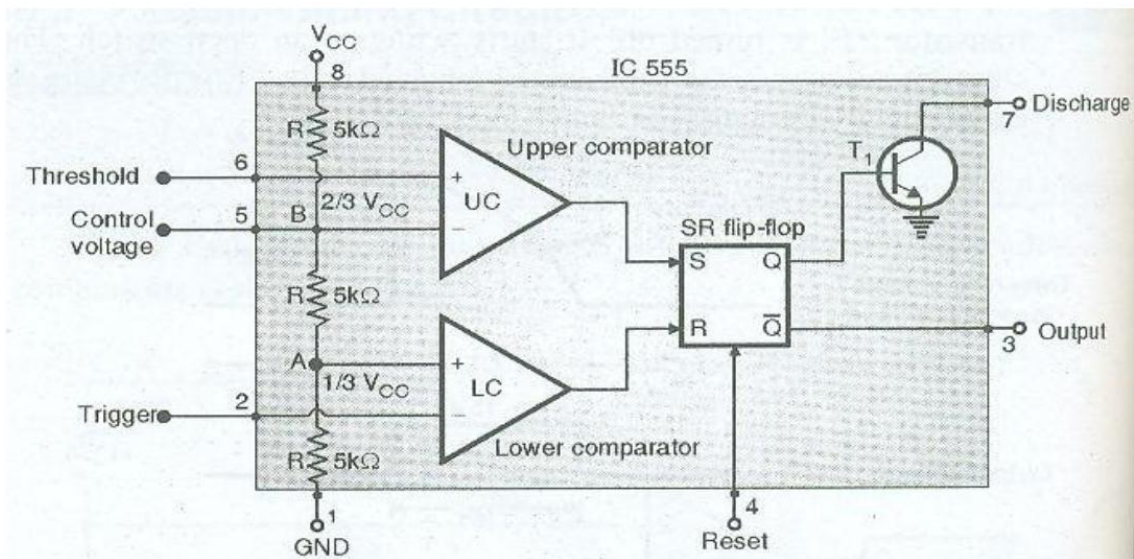 VCC
8
IC 555
Discharge
7
R 5kΩ
T1
Upper comparator
6
Threshold
+
2/3 VCC
UC
5
B
Control
voltage
−
SR flip-flop
S Q
R 5kΩ
R Q̅
Output
3
A
+
1/3 VCC
LC
2
Trigger
−
Lower comparator
R 5kΩ
1
GND
4
Reset